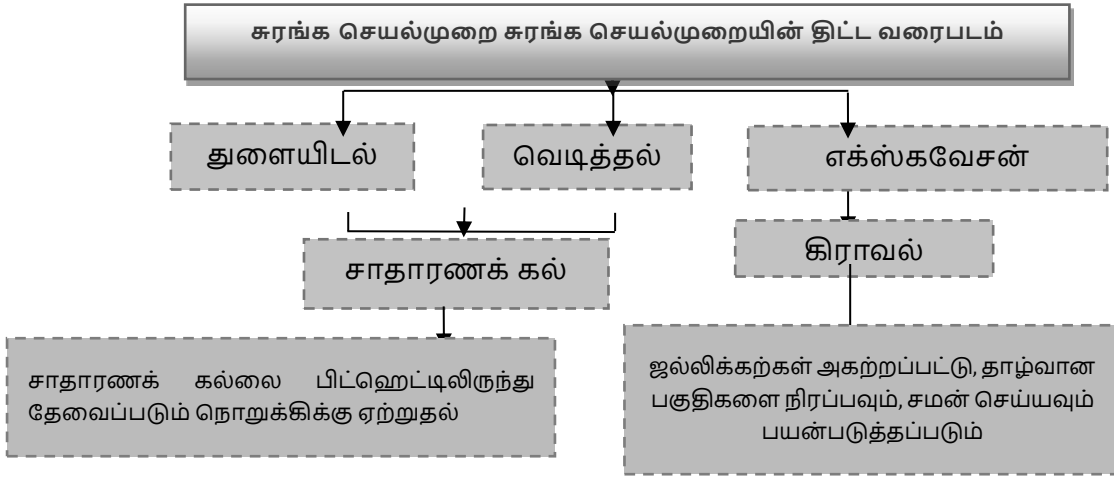 சுரங்க செயல்முறை சுரங்க செயல்முறையின் திட்ட வரைபடம்
துளையிடல்
வெடித்தல்
எக்ஸ்கவேசன்
சாதாரணக் கல்
கிராவல்
சாதாரணக் கல்லை பிட்ஹெட்டிலிருந்து
தேவைப்படும் நொறுக்கிக்கு ஏற்றுதல்
ஜல்லிக்கற்கள் அகற்றப்பட்டு, தாழ்வான
பகுதிகளை நிரப்பவும், சமன் செய்யவும்
பயன்படுத்தப்படும்